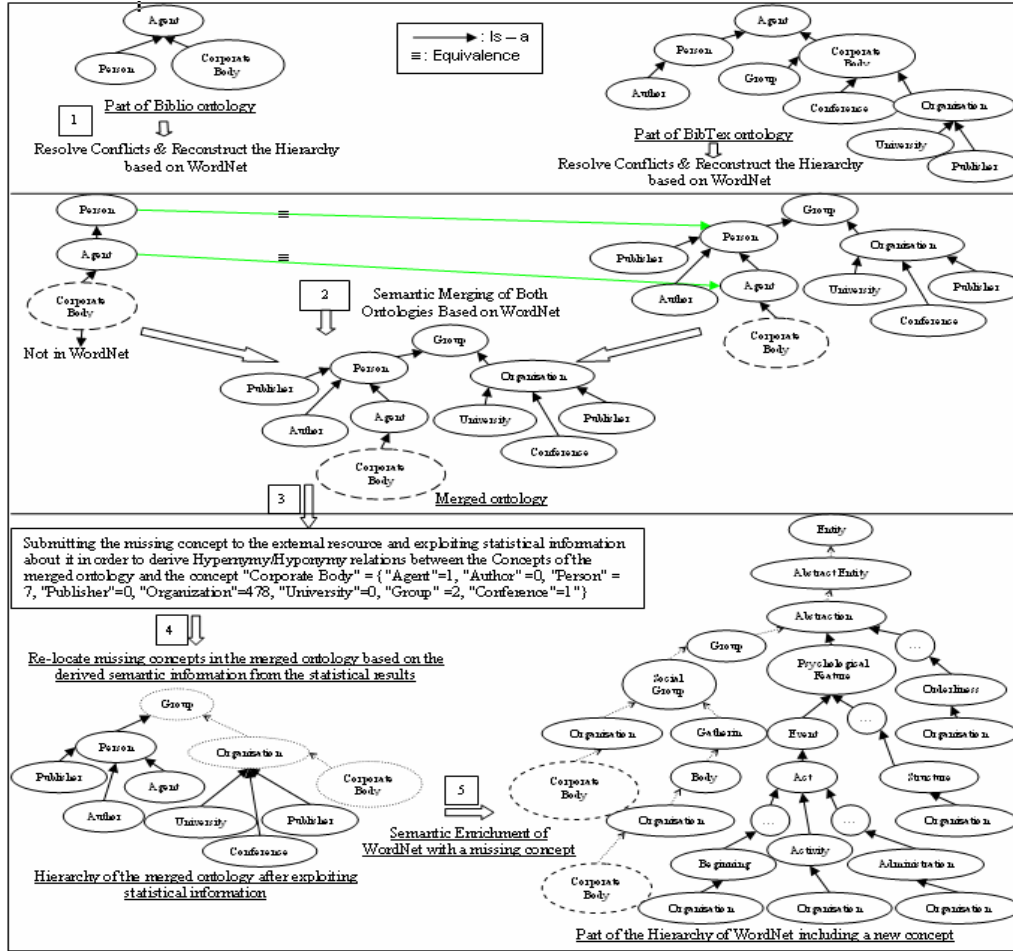 Agent
Person
Corporate
Body
Part of Biblio ontology
1
Resolve Conflicts & Reconstruct the Hierarchy
based on WordNet
: Is – a
≡ : Equivalence
Agent
Person
Corporate
Body
Group
Author
Conference
Organisation
University
Publisher
Part of BibTex ontology
Resolve Conflicts & Reconstruct the Hierarchy
based on WordNet
Person
≡
Agent
≡
Corporate
Body
Not in WordNet
Group
Person
Organisation
Publisher
Author
Agent
University
Publisher
Conference
Corporate
Body
2
Semantic Merging of Both
Ontologies Based on WordNet
Group
Person
Organisation
Publisher
Author
Agent
University
Publisher
Conference
Corporate
Body
Merged ontology
3
Submitting the missing concept to the external resource and exploiting statistical information
about it in order to derive Hypernymy/Hyponymy relations between the Concepts of the
merged ontology and the concept "Corporate Body" = { "Agent"=1, "Author" =0, "Person" =
7, "Publisher"=0, "Organization"=478, "University"=0, "Group" =2, "Conference"=1 "}
4
Re-locate missing concepts in the merged ontology based on the
derived semantic information from the statistical results
Group
Person
Organisation
Publisher
Agent
Corporate
Body
Author
University
Publisher
Conference
Hierarchy of the merged ontology after exploiting
statistical information
5
Semantic Enrichment of
WordNet with a missing concept
Entity
Abstract Entity
Abstraction
Group
...
Psychological
Feature
Social
Group
Orderliness
...
Organisation
Gatherin
Event
Organisation
Corporate
Body
Body
Act
Structure
Organisation
...
...
Organisation
Beginning
Activity
Administration
Corporate
Body
Organisation
Organisation
Organisation
Part of the Hierarchy of WordNet including a new concept